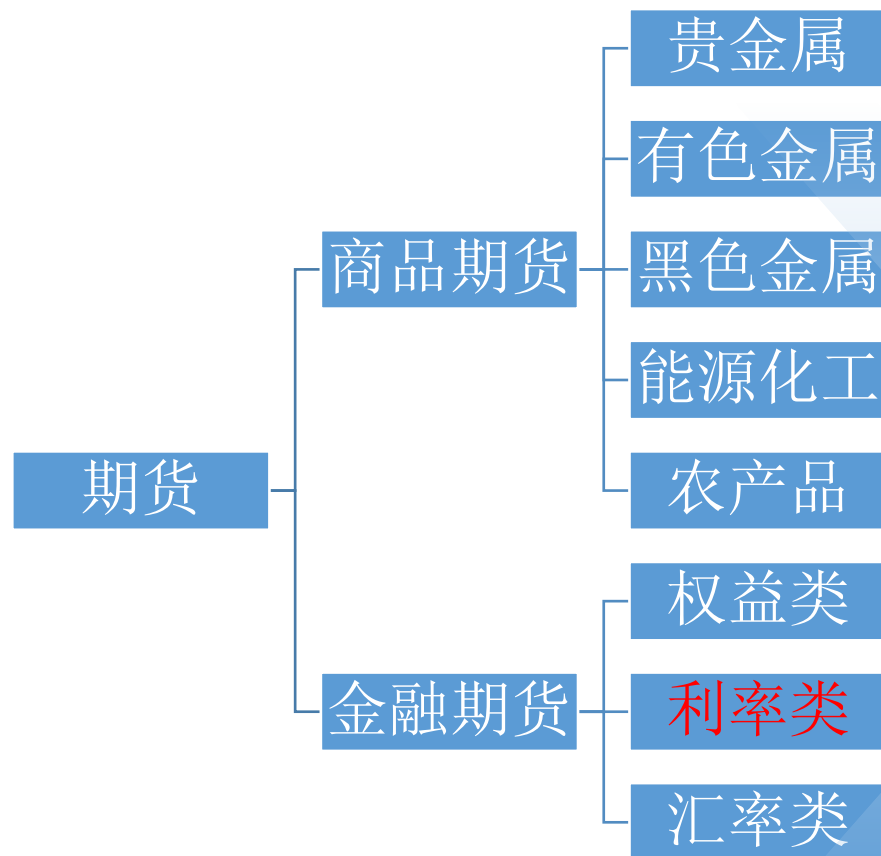 期货
商品期货
贵金属
有色金属
黑色金属
能源化工
农产品
金融期货
权益类
利率类
汇率类